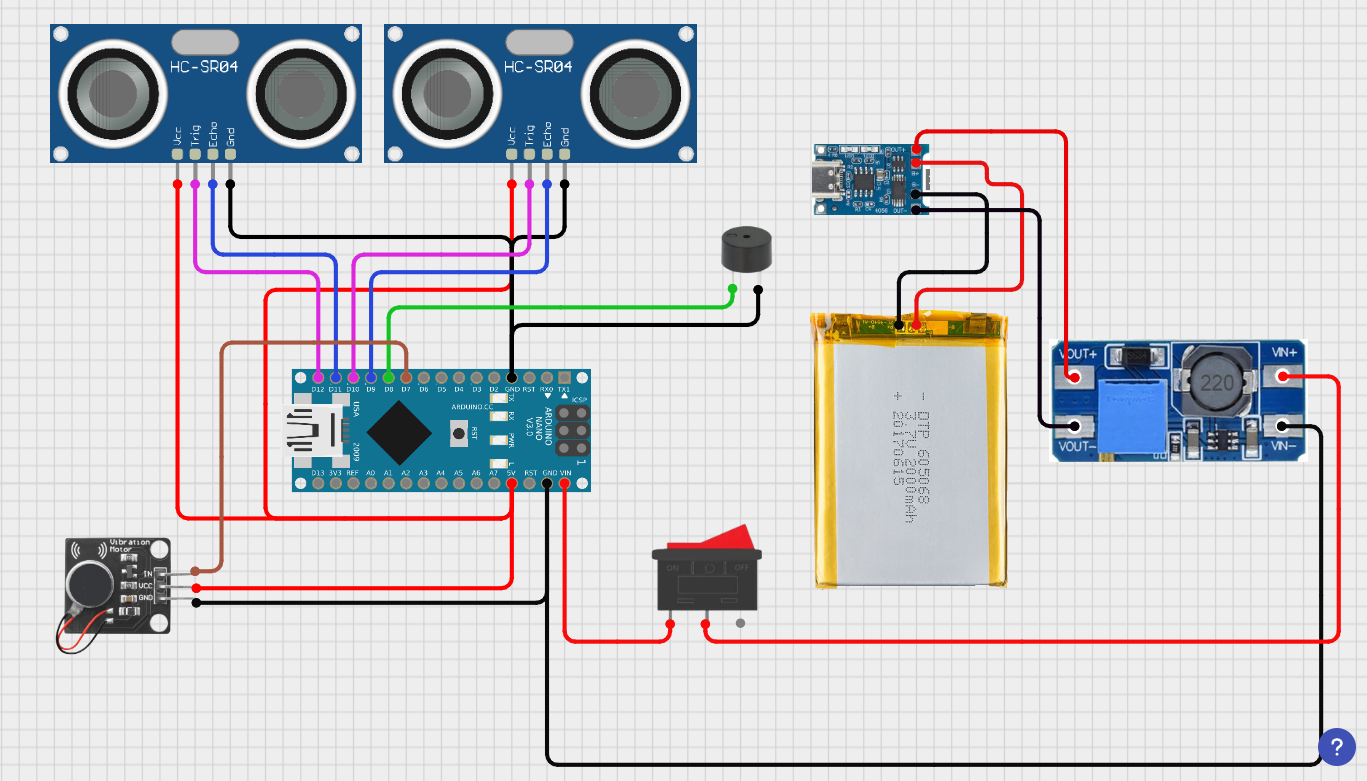 HC-SR04
Vcc
Trig
Echo
Gnd
HC-SR04
Vcc
Trig
Echo
Gnd
OUT+
B+
B-
OUT-
4056
D12 D11 D10 D9 D8 D7 D6 D5 D4 D3 D2 GND RST RX0 TX1
USA
2009
ARDUINO.CC
RST
TX
RX
PWR
L
ARDUINO
NANO
V3.0
ICSP
1
D13 3V3 REF A0 A1 A2 A3 A4 A5 A6 A7 5V RST GND VIN
Vibration
Motor
IN
VCC
GND
ON
OFF
- DTP 605068
3.7V 2000mAh
+ 20170615
VOUT+
VOUT-
220
VIN+
VIN-
?